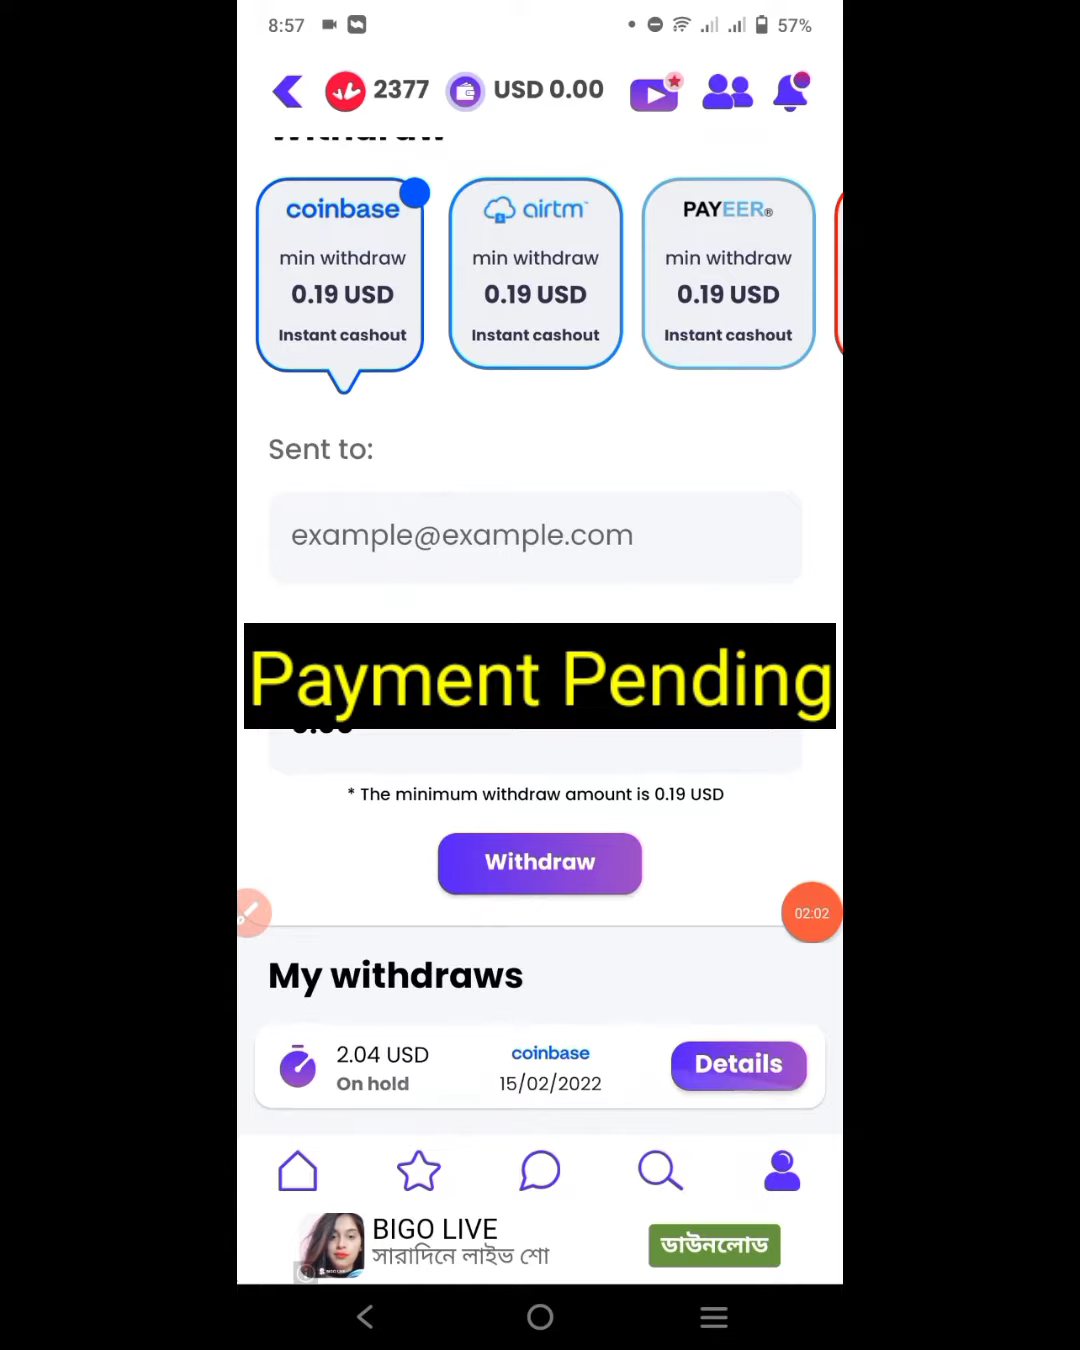 8:57 57%
2377 USD 0.00
coinbase airtm PAYEER®
min withdraw min withdraw min withdraw
0.19 USD 0.19 USD 0.19 USD
Instant cashout Instant cashout Instant cashout
Sent to:
example@example.com
Payment Pending
* The minimum withdraw amount is 0.19 USD
Withdraw
02:02
My withdraws
2.04 USD coinbase Details
On hold 15/02/2022
BIGO LIVE
সারাদিনে লাইভ শো
ডাউনলোড